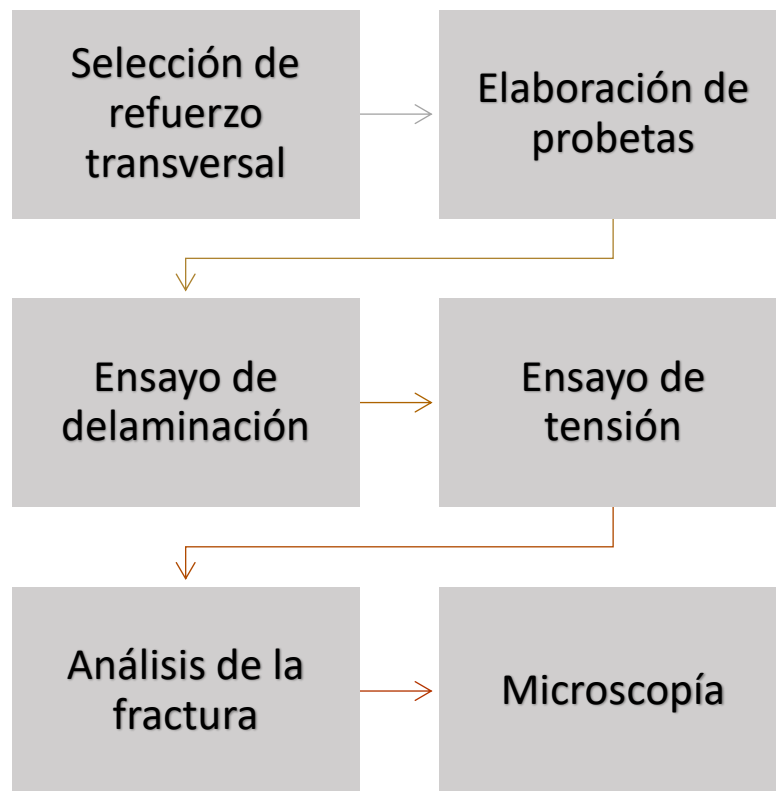 Selección de
refuerzo
transversal
Elaboración de
probetas
Ensayo de
delaminación
Ensayo de
tensión
Análisis de la
fractura
Microscopía